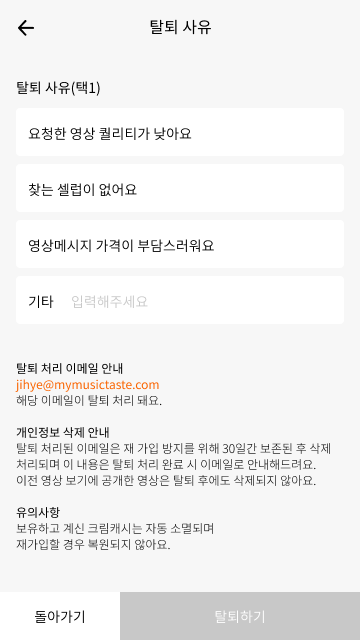 탈퇴 사유
탈퇴 사유(택1)
요청한 영상 퀄리티가 낮아요
찾는 셀럽이 없어요
영상메시지 가격이 부담스러워요
기타 입력해주세요
탈퇴 처리 이메일 안내
jihye@mymusictaste.com
해당 이메일이 탈퇴 처리 돼요.
개인정보 삭제 안내
탈퇴 처리된 이메일은 재 가입 방지를 위해 30일간 보존된 후 삭제
처리되며 이 내용은 탈퇴 처리 완료 시 이메일로 안내해드려요.
이전 영상 보기에 공개한 영상은 탈퇴 후에도 삭제되지 않아요.
유의사항
보유하고 계신 크림캐시는 자동 소멸되며
재가입할 경우 복원되지 않아요.
돌아가기
탈퇴하기